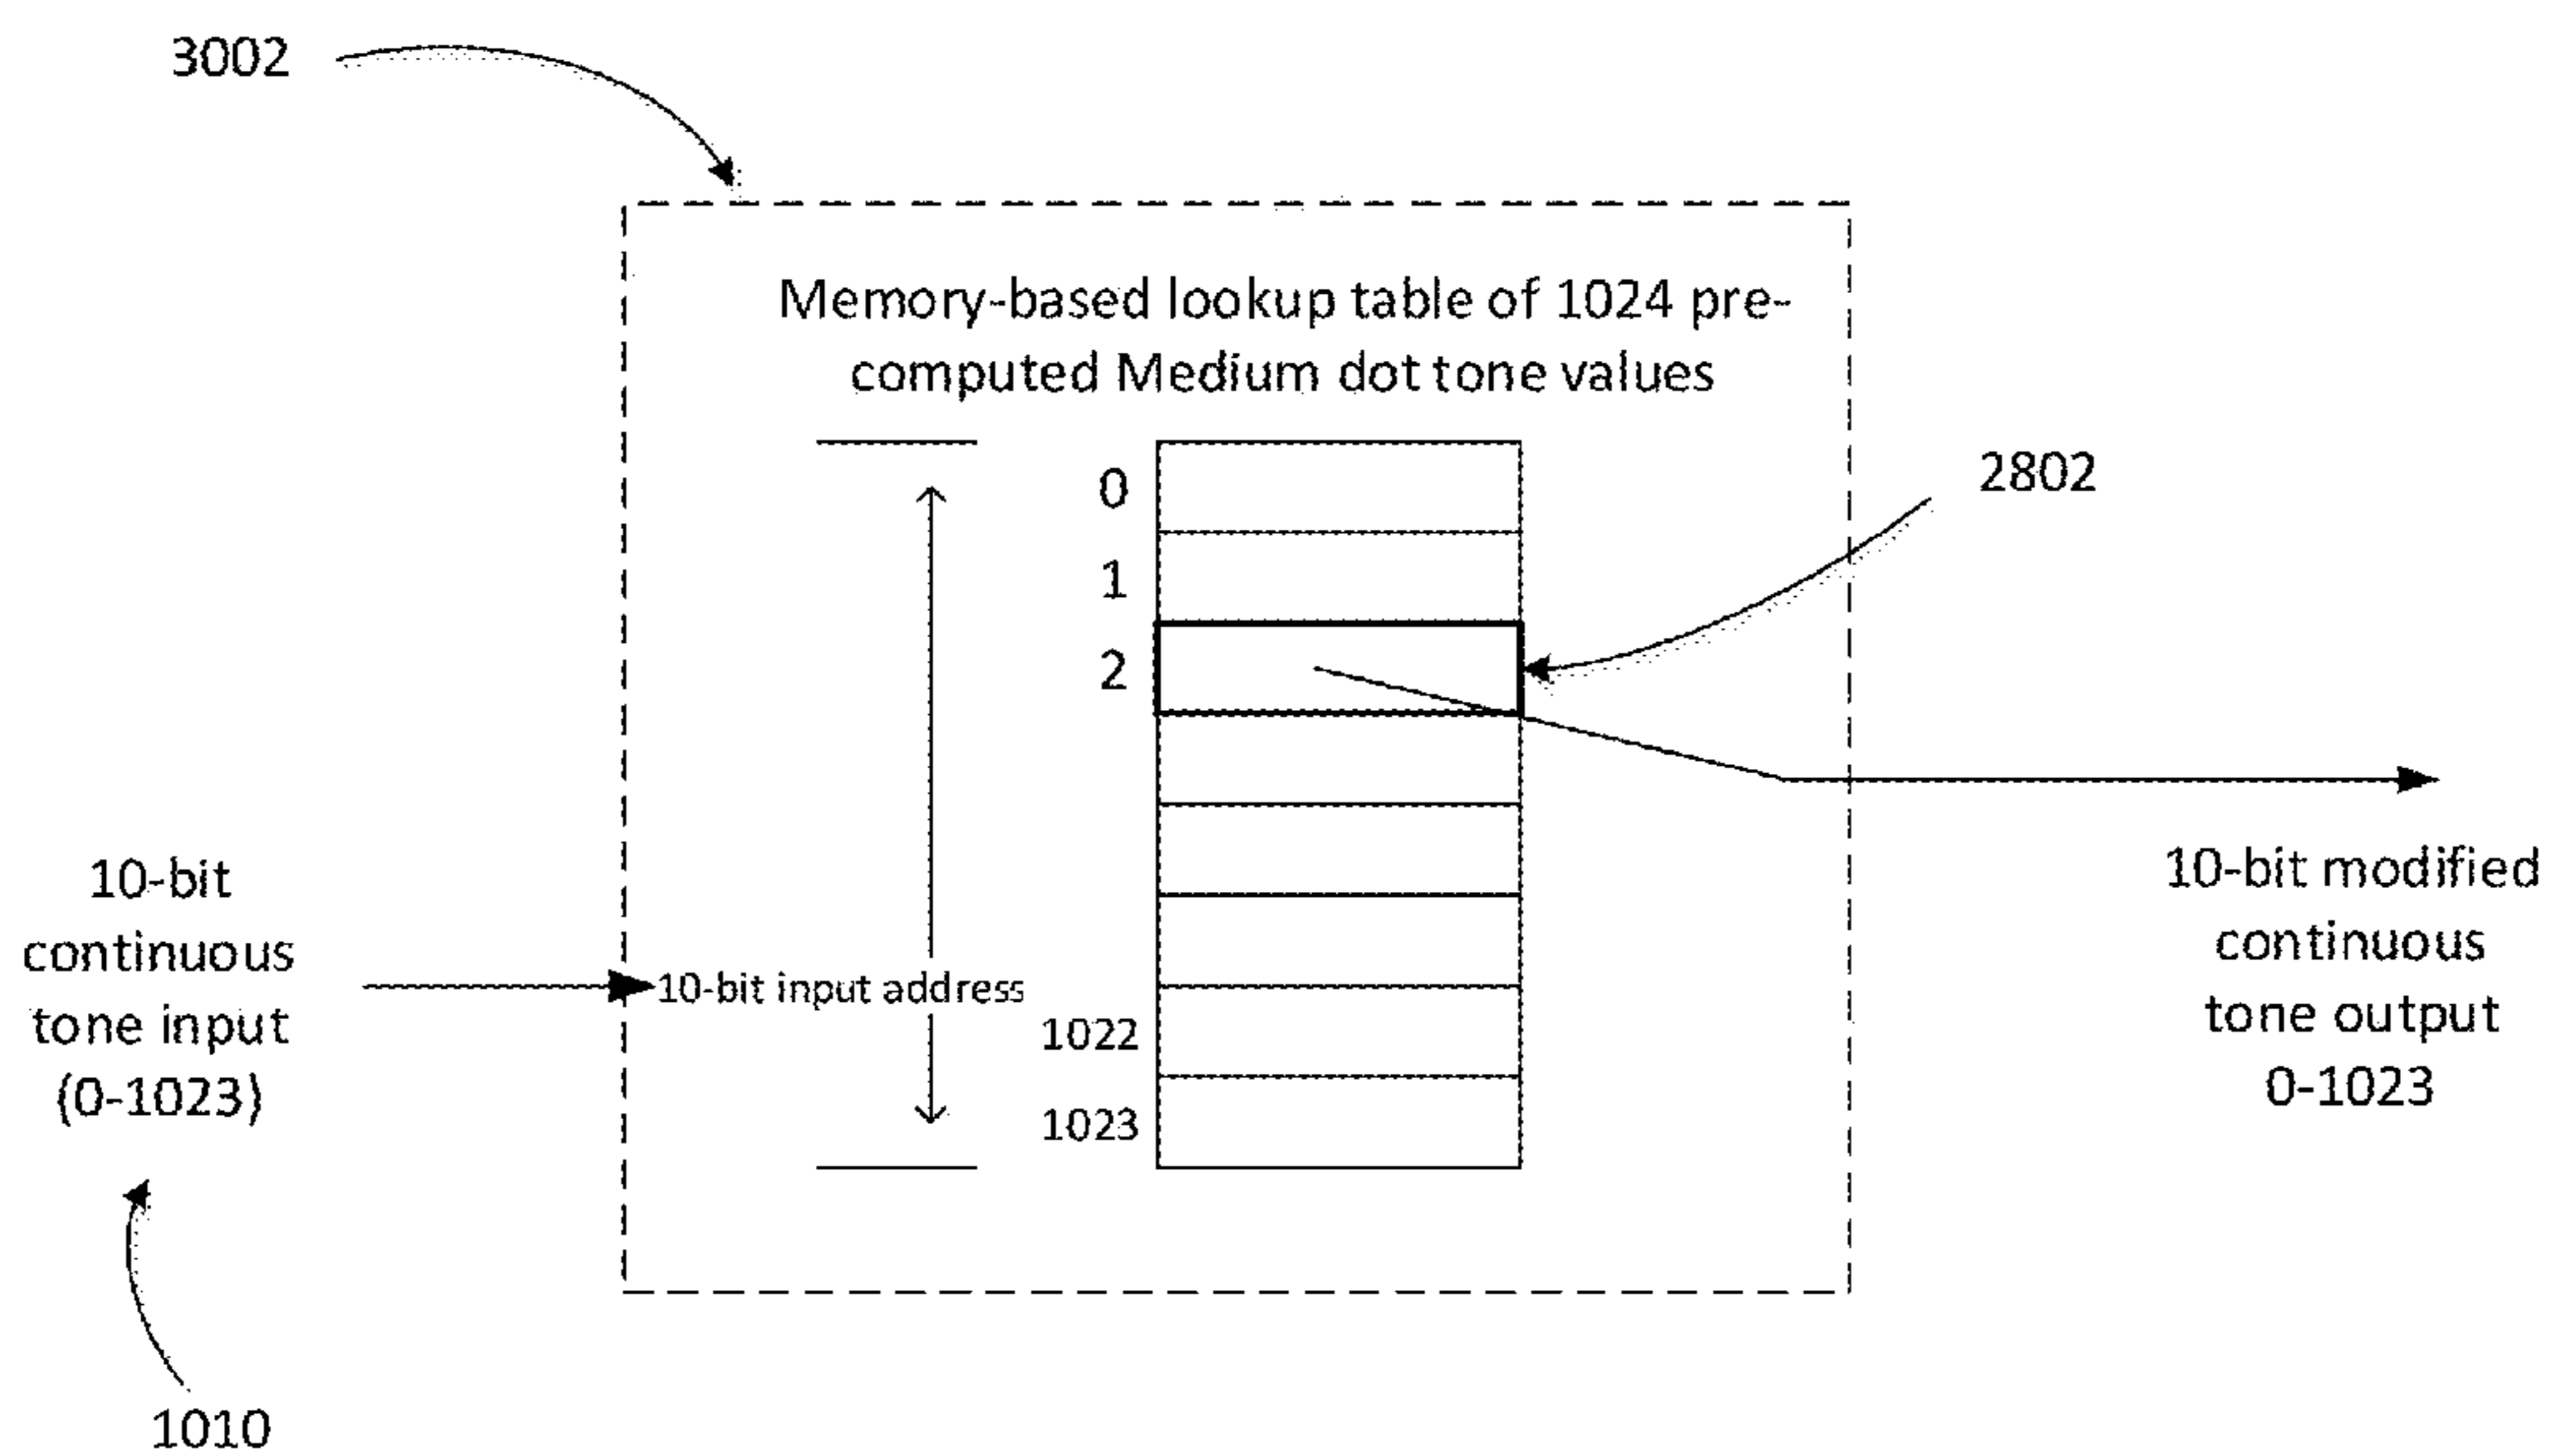 3002
Memory-based lookup table of 1024 pre-
computed Medium dot tone values
2802
0
1
2
10-bit
continuous
tone input
(0-1023)
10-bit input address
1022
1023
10-bit modified
continuous
tone output
0-1023
1010